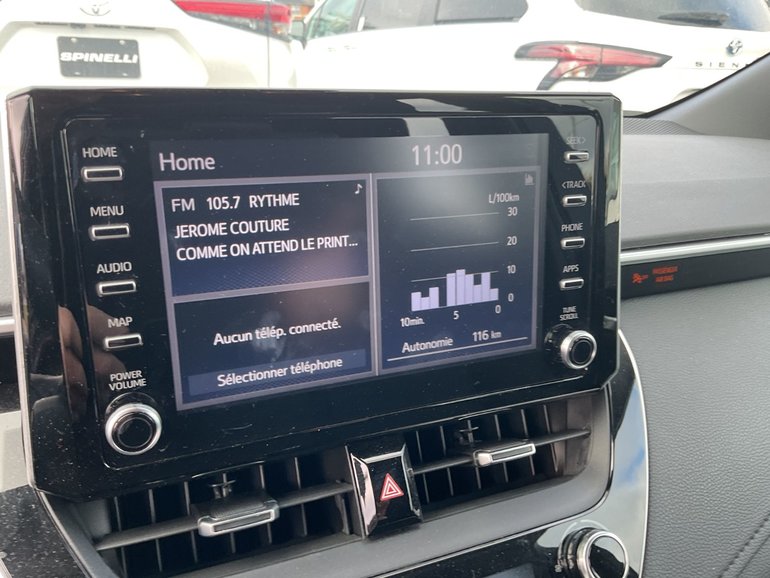 SPINELLI
SIEN
HOME
MENU
AUDIO
MAP
POWER
VOLUME
Home
11:00
FM 105.7 RYTHME
JEROME COUTURE
COMME ON ATTEND LE PRINT...
Aucun télép. connecté.
Sélectionner téléphone
L/100km
30
20
10
0
10min. 5 0
Autonomie 116 km
SEEK>
<TRACK
PHONE
APPS
TUNE
SCROLL
PASSENGER
AIR BAG